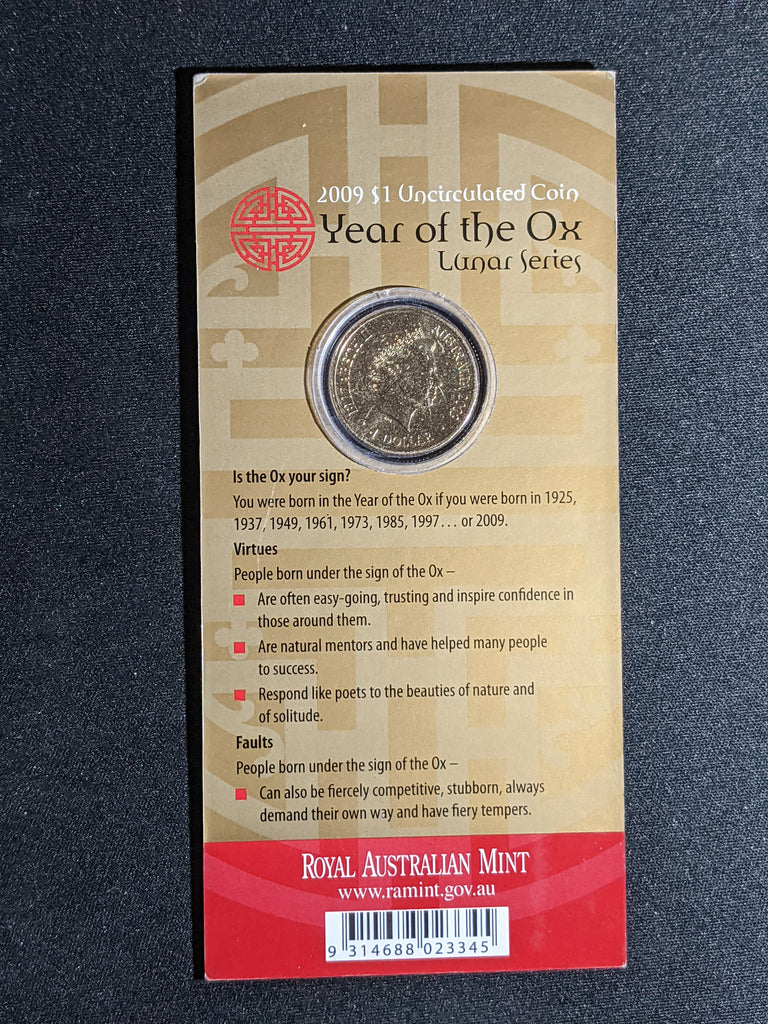 2009 $1 Uncirculated Coin
Year of the Ox
Lunar Series
ELIZABETH II AUSTRALIA 2009
1 DOLLAR
Is the Ox your sign?
You were born in the Year of the Ox if you were born in 1925,
1937, 1949, 1961, 1973, 1985, 1997... or 2009.
Virtues
People born under the sign of the Ox –
Are often easy-going, trusting and inspire confidence in
those around them.
Are natural mentors and have helped many people
to success.
Respond like poets to the beauties of nature and
of solitude.
Faults
People born under the sign of the Ox –
Can also be fiercely competitive, stubborn, always
demand their own way and have fiery tempers.
ROYAL AUSTRALIAN MINT
www.ramint.gov.au
9 314688 023345